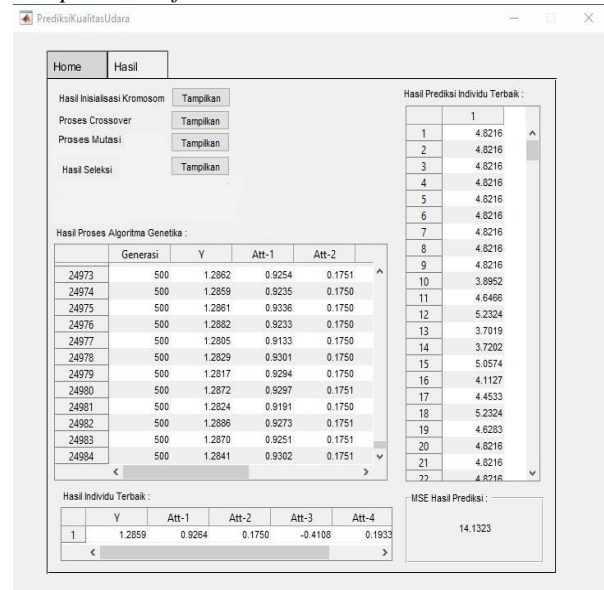 PrediksiKualitasUdara
Home Hasil
Hasil Inisialisasi Kromosom Tampilkan
Proses Crossover Tampilkan
Proses Mutasi Tampilkan
Hasil Seleksi Tampilkan
Hasil Proses Algoritma Genetika :
Generasi Y Att-1 Att-2
24973 500 1.2862 0.9254 0.1751
24974 500 1.2859 0.9235 0.1750
24975 500 1.2861 0.9336 0.1750
24976 500 1.2882 0.9233 0.1750
24977 500 1.2805 0.9133 0.1750
24978 500 1.2829 0.9301 0.1750
24979 500 1.2817 0.9294 0.1750
24980 500 1.2872 0.9297 0.1751
24981 500 1.2824 0.9191 0.1750
24982 500 1.2886 0.9273 0.1751
24983 500 1.2870 0.9251 0.1751
24984 500 1.2841 0.9302 0.1751
Hasil Individu Terbaik :
Y Att-1 Att-2 Att-3 Att-4
1 1.2859 0.9264 0.1750 -0.4108 0.1933
Hasil Prediksi Individu Terbaik :
1
1 4.8216
2 4.8216
3 4.8216
4 4.8216
5 4.8216
6 4.8216
7 4.8216
8 4.8216
9 4.8216
10 3.8952
11 4.6466
12 5.2324
13 3.7019
14 3.7202
15 5.0574
16 4.1127
17 4.4533
18 5.2324
19 4.6283
20 4.8216
21 4.8216
22 4.8216
MSE Hasil Prediksi :
14.1323